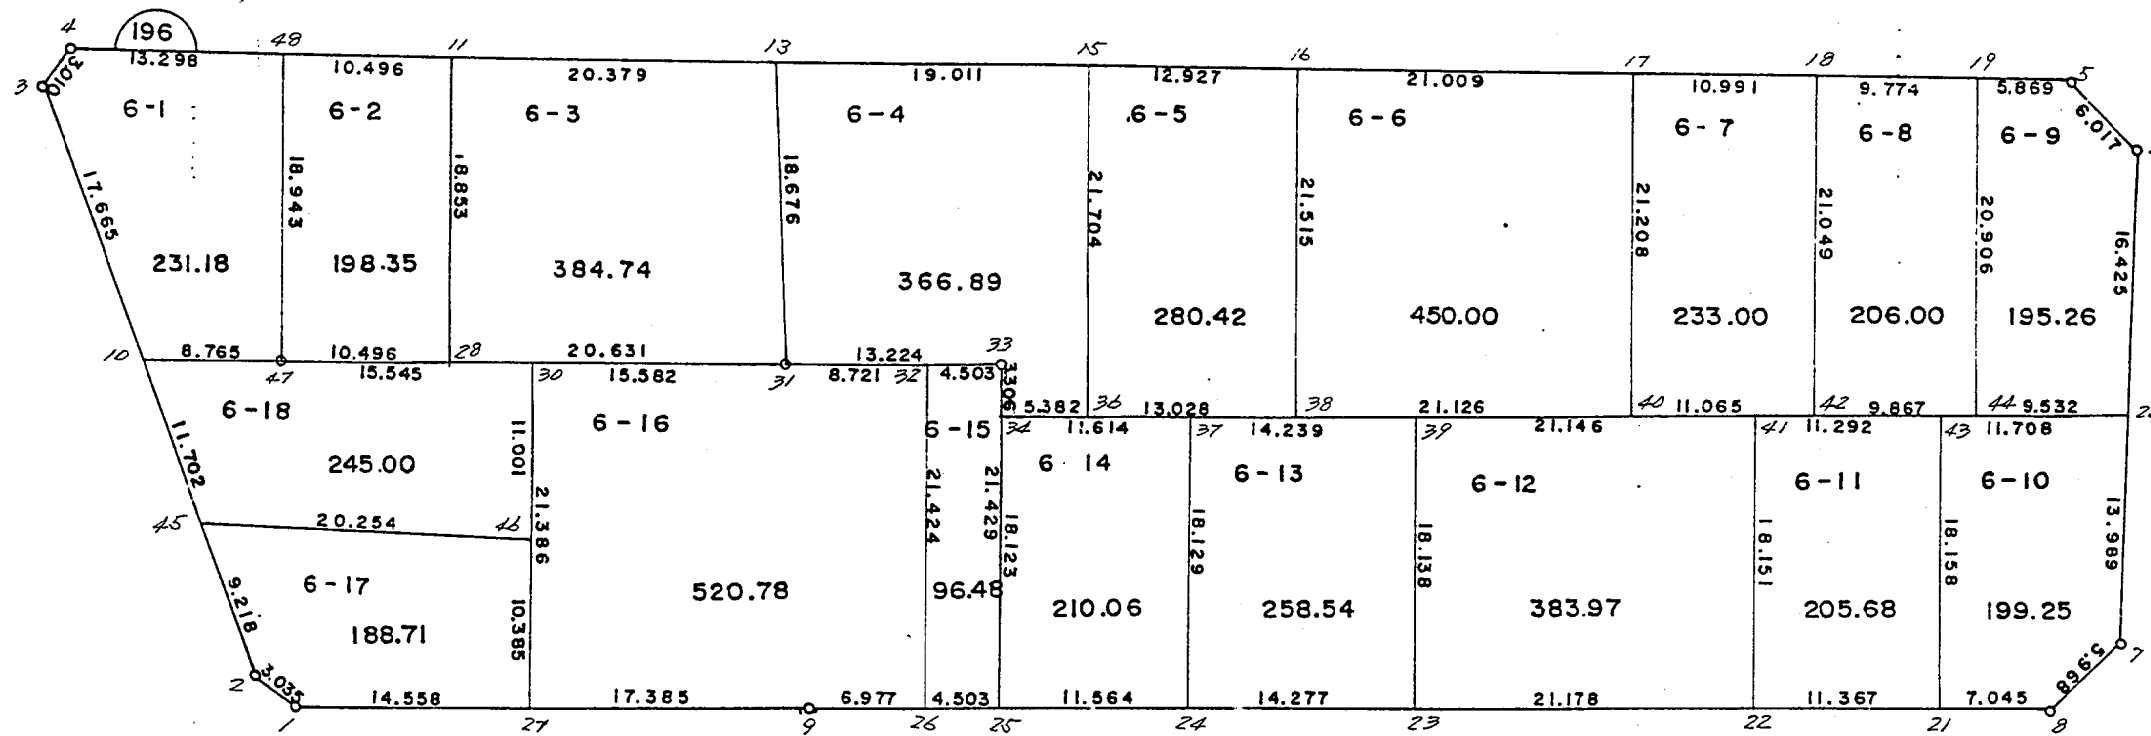 196
4 48 11 13 15 16 17 18 19 5
13.298 10.496 20.379 19.011 12.927 21.009 10.991 9.774 5.869
3 3.010 6.017
6-1 6-2 6-3 6-4 6-5 6-6 6-7 6-8 6-9
17.665 18.943 18.853 18.676 21.704 21.515 21.208 21.049 20.906 16.425
231.18 198.35 384.74 366.89 280.42 450.00 233.00 206.00 195.26
10 8.765 10.496 28 20.631 13.224 33
47 15.545 30 15.582 31 8.721 32 4.503 3.306
5.382 36 13.028 38 21.126 40 11.065 42 9.867 44 9.532
34 11.614 37 14.239 39 21.146 41 11.292 43 11.708
6-18 6-16 6-15 6-14 6-13 6-12 6-11 6-10
11.702 11.001 21.386 21.424 21.429 18.123 18.129 18.138 18.151 18.158 13.989
245.00
45 20.254 46
6-17
9.218 10.385
188.71 520.78 96.48 210.06 258.54 383.97 205.68 199.25
2 3.035 5.968 7
14.558 17.385 6.977 4.503 11.564 14.277 21.178 11.367 7.045
1 27 9 26 25 24 23 22 21 8